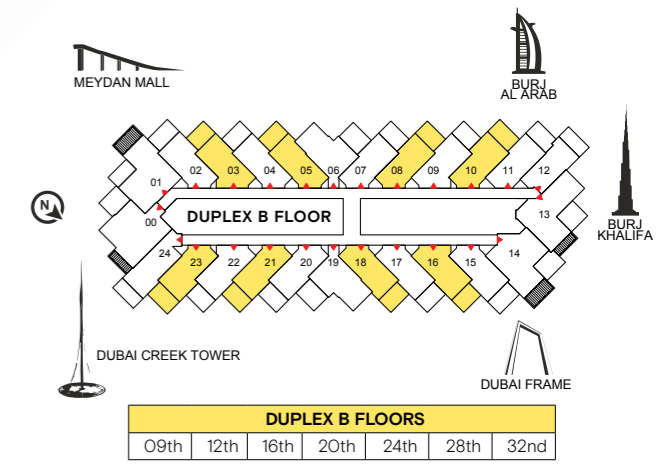 MEYDAN MALL
BURJ
AL ARAB
BURJ
KHALIFA
N
01 02 03 04 05 06 07 08 09 10 11 12
00 DUPLEX B FLOOR 13
24 23 22 21 20 19 18 17 16 15 14
DUBAI CREEK TOWER
DUBAI FRAME
DUPLEX B FLOORS
09th 12th 16th 20th 24th 28th 32nd